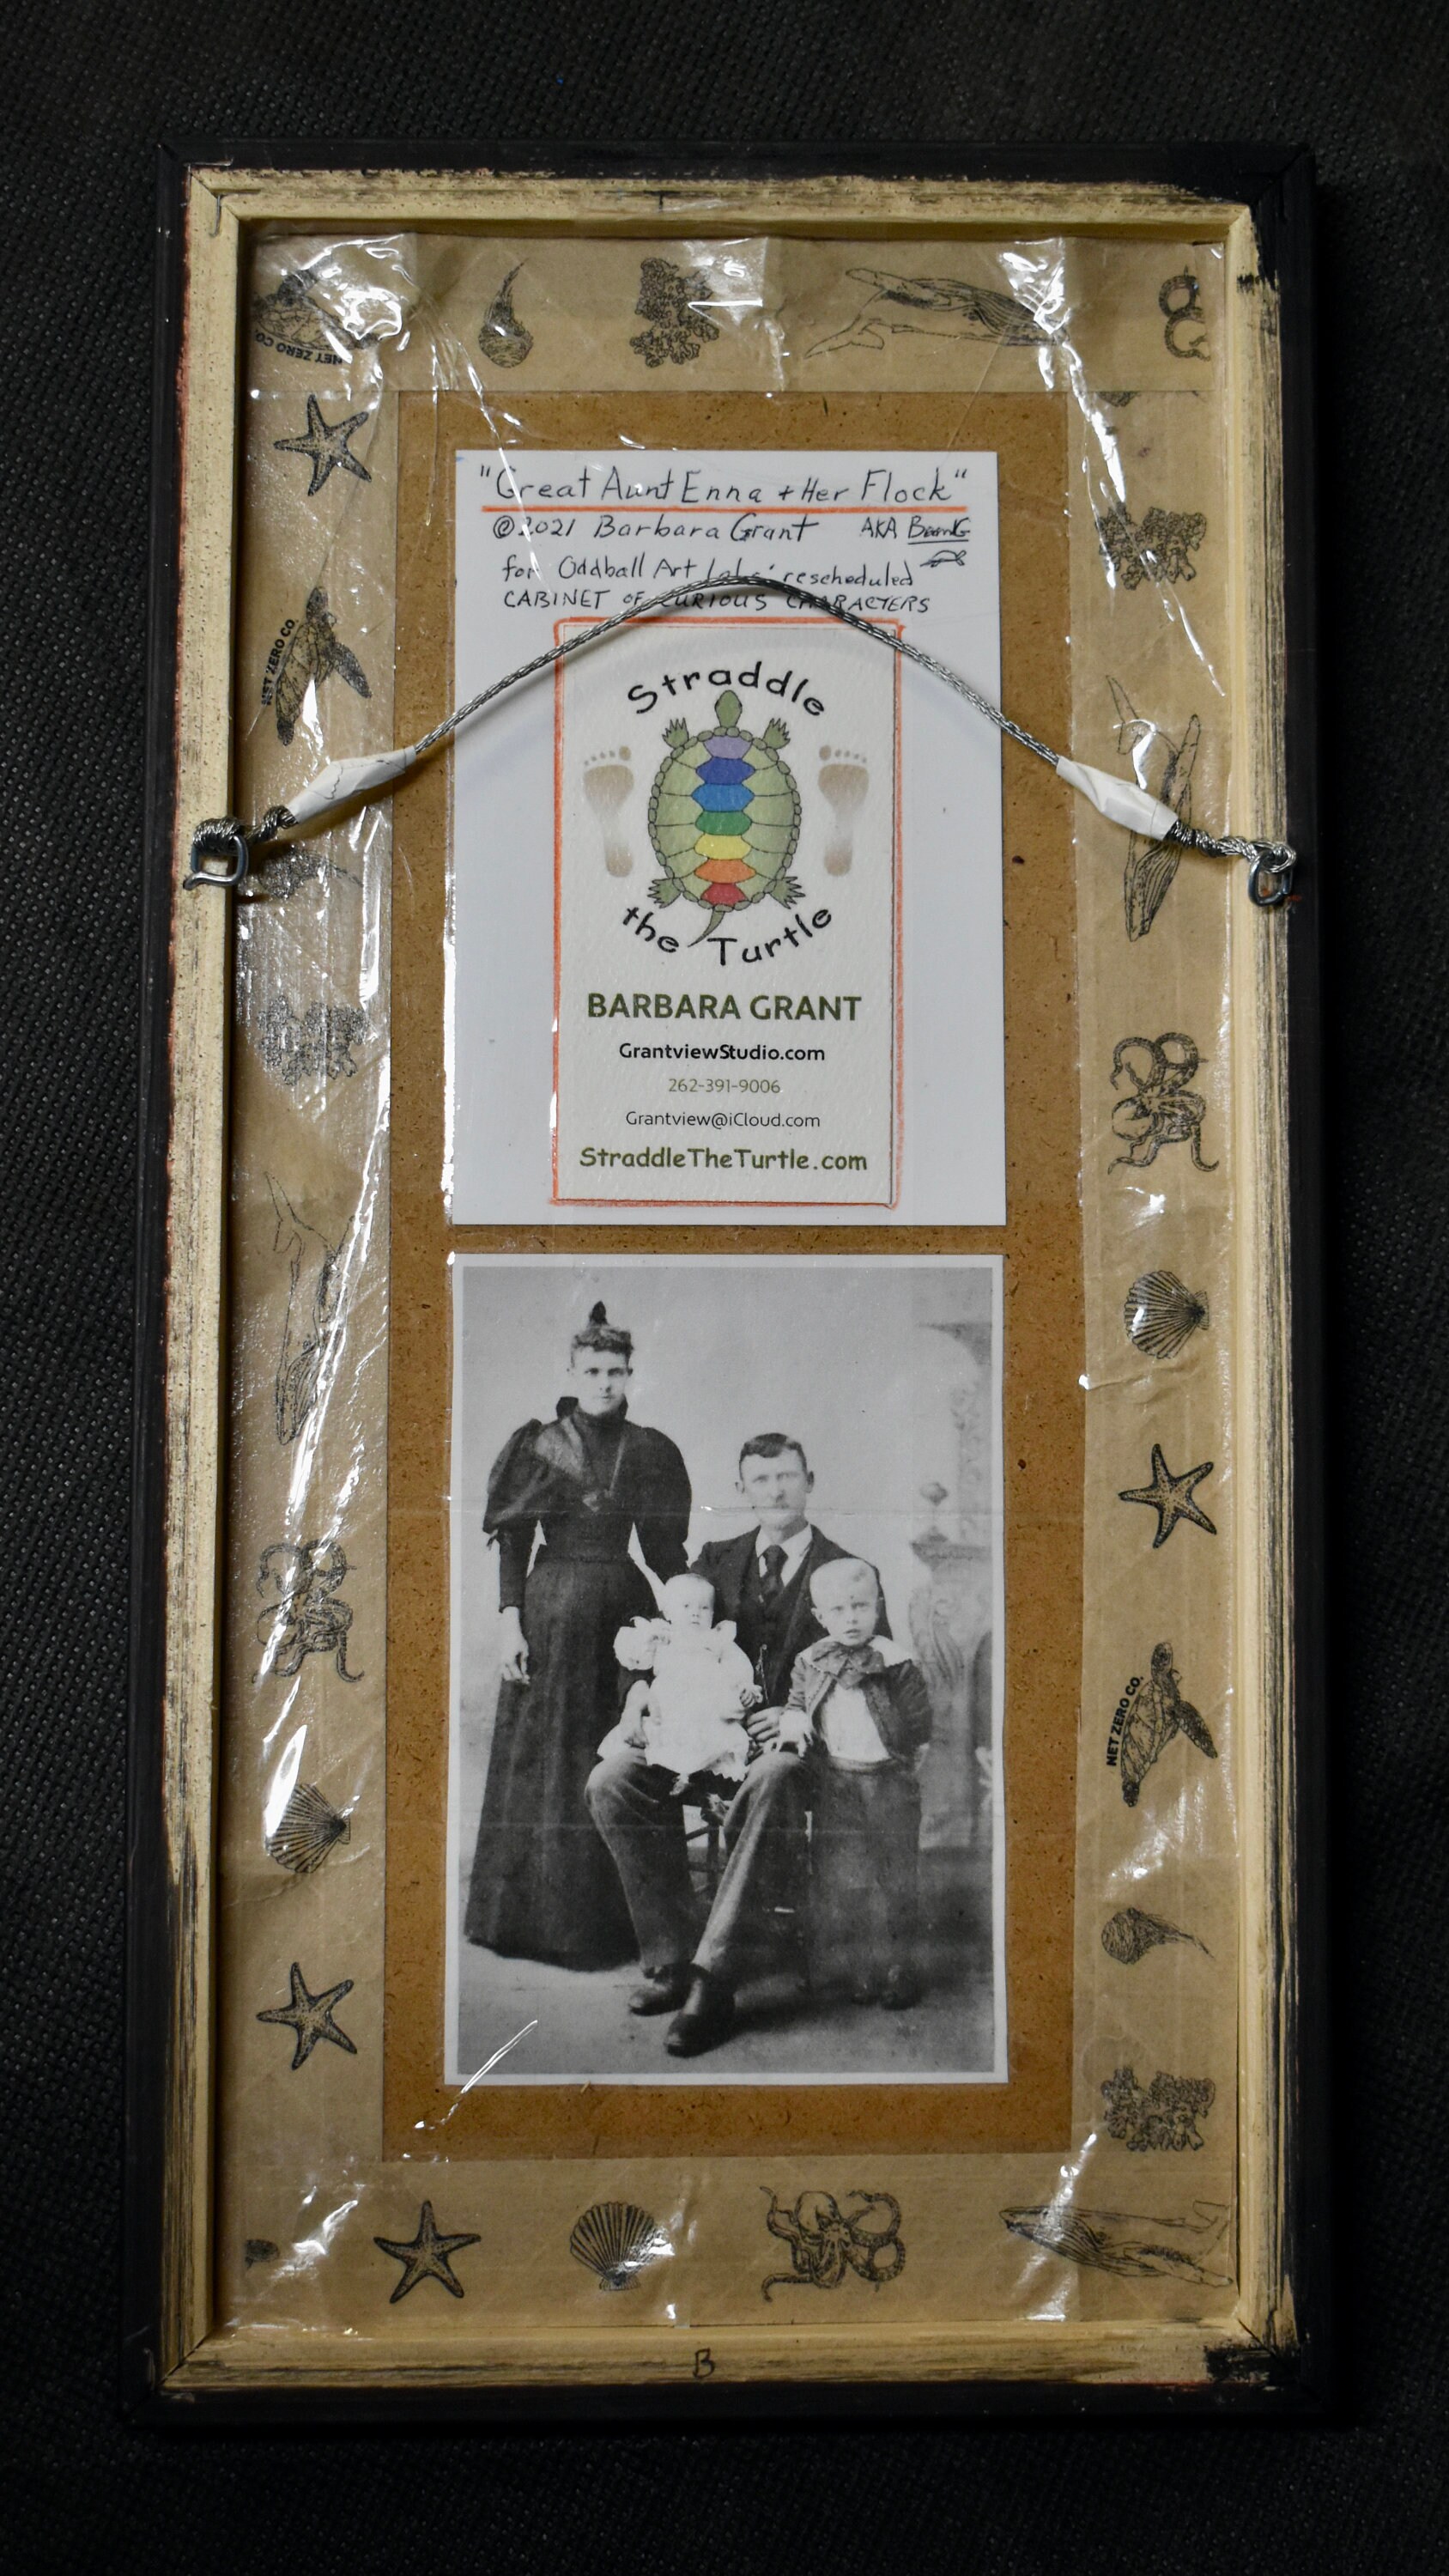 NET ZERO CO
"Great Aunt Enna + Her Flock"
©2021 Barbara Grant AKA
for Oddball Art Labs' rescheduled
CABINET OF CURIOUS CHARACTERS
NET ZERO CO.
Straddle
the Turtle
BARBARA GRANT
GrantviewStudio.com
262-391-9006
Grantview@iCloud.com
StraddleTheTurtle.com
NET ZERO CO.
B